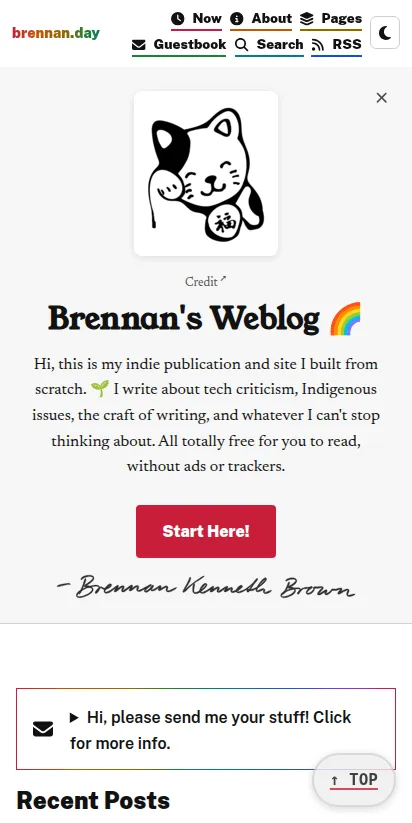 brennan.day
Now About Pages
Guestbook Search RSS
福
Credit↗
Brennan's Weblog 🌈
Hi, this is my indie publication and site I built from
scratch. 🌱 I write about tech criticism, Indigenous
issues, the craft of writing, and whatever I can't stop
thinking about. All totally free for you to read,
without ads or trackers.
Start Here!
— Brennan Kenneth Brown
▶ Hi, please send me your stuff! Click
for more info.
↑ TOP
Recent Posts